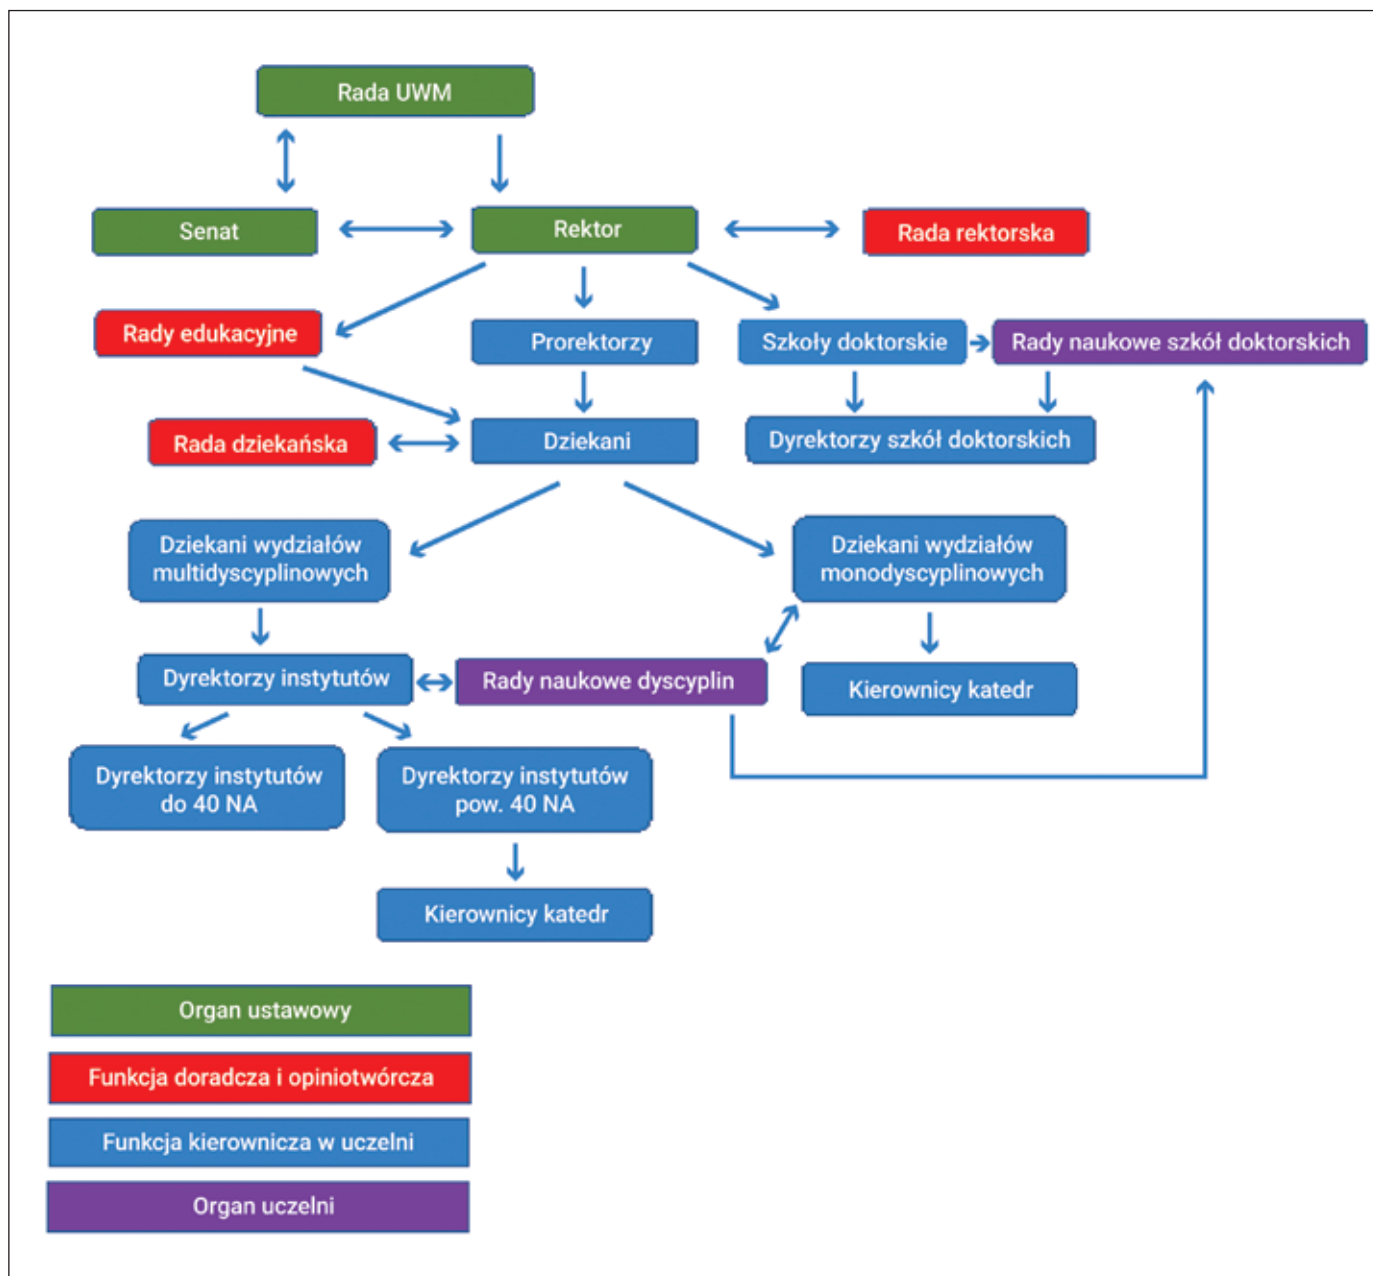 Rada UWM
Senat
Rektor
Rada rektorska
Rady edukacyjne
Prorektorzy
Szkoły doktorskie
Rady naukowe szkół doktorskich
Rada dziekańska
Dziekani
Dyrektorzy szkół doktorskich
Dziekani wydziałów
multidyscyplinowych
Dziekani wydziałów
monodyscyplinowych
Dyrektorzy instytutów
Rady naukowe dyscyplin
Kierownicy katedr
Dyrektorzy instytutów
do 40 NA
Dyrektorzy instytutów
pow. 40 NA
Kierownicy katedr
Organ ustawowy
Funkcja doradcza i opiniotwórcza
Funkcja kierownicza w uczelni
Organ uczelni